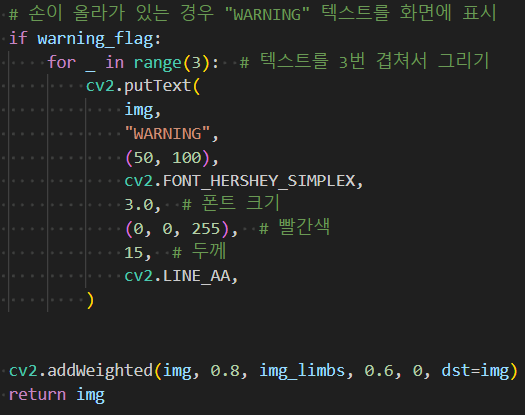 # 손이 올라가 있는 경우 "WARNING" 텍스트를 화면에 표시
if warning_flag:
    for _ in range(3):  # 텍스트를 3번 겹쳐서 그리기
        cv2.putText(
            img,
            "WARNING",
            (50, 100),
            cv2.FONT_HERSHEY_SIMPLEX,
            3.0,  # 폰트 크기
            (0, 0, 255),  # 빨간색
            15,  # 두께
            cv2.LINE_AA,
        )
cv2.addWeighted(img, 0.8, img_limbs, 0.6, 0, dst=img)
return img